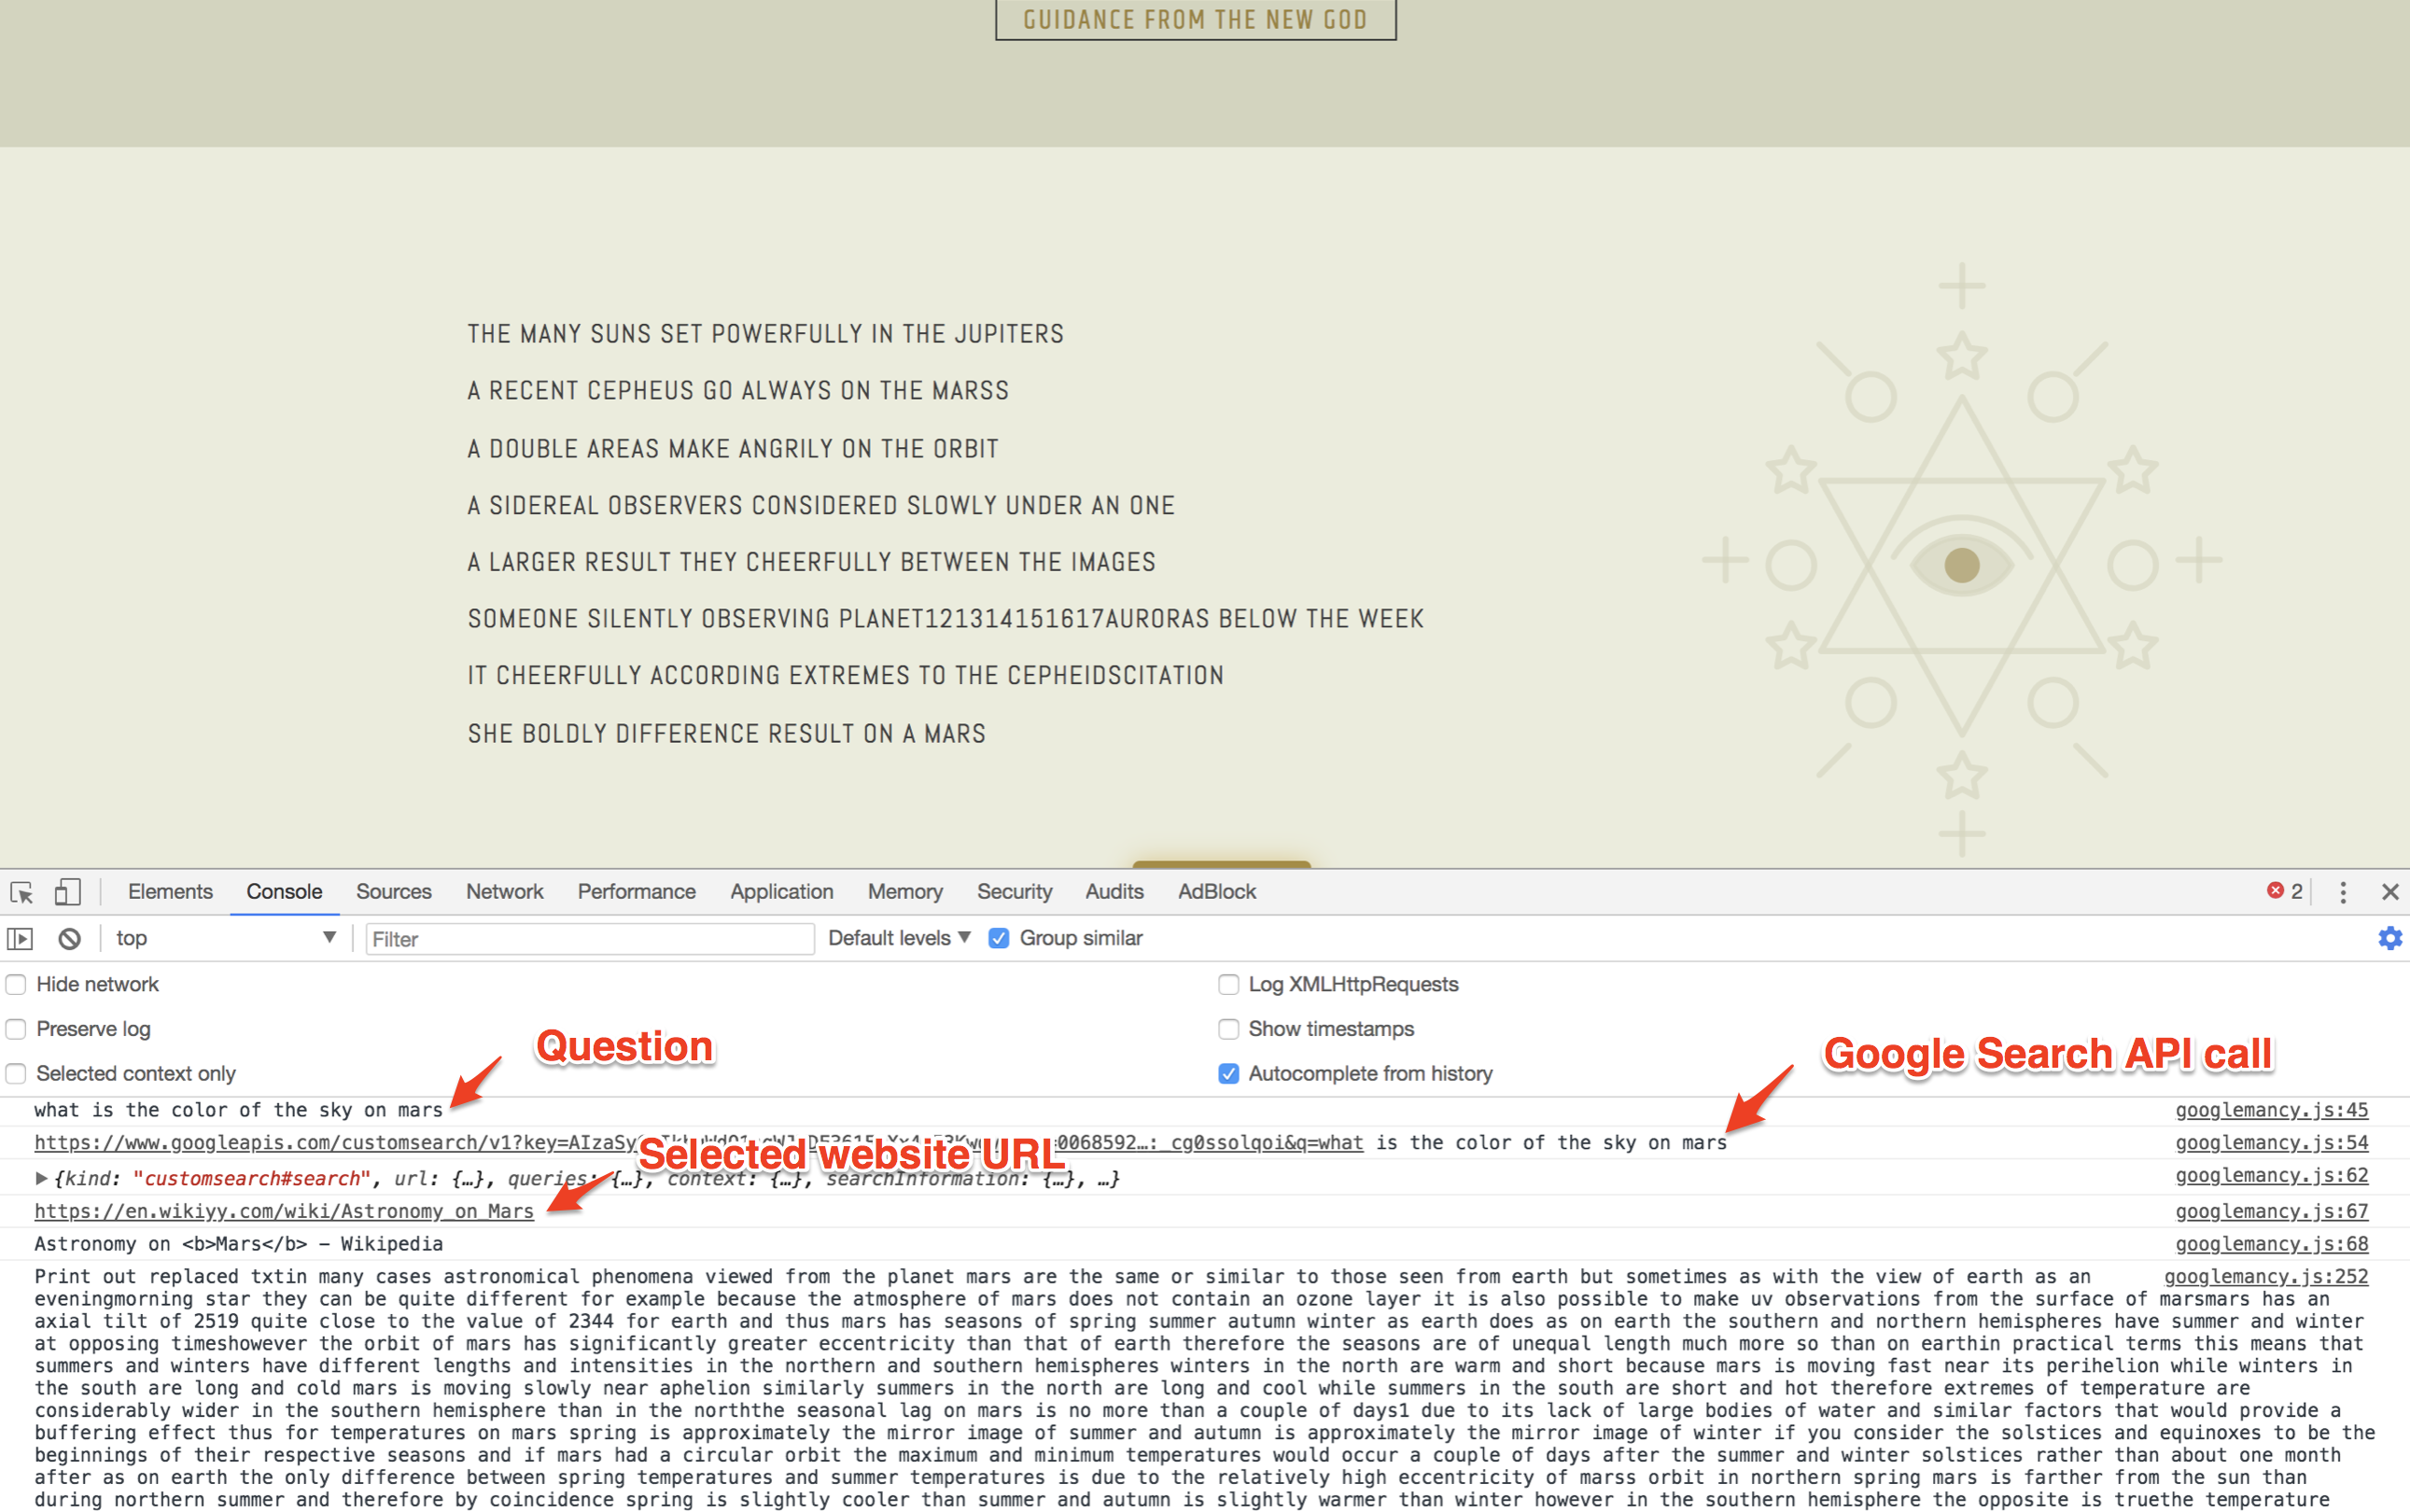 GUIDANCE FROM THE NEW GOD
THE MANY SUNS SET POWERFULLY IN THE JUPITERS
A RECENT CEPHEUS GO ALWAYS ON THE MARSS
A DOUBLE AREAS MAKE ANGRILY ON THE ORBIT
A SIDEREAL OBSERVERS CONSIDERED SLOWLY UNDER AN ONE
A LARGER RESULT THEY CHEERFULLY BETWEEN THE IMAGES
SOMEONE SILENTLY OBSERVING PLANET121314151617AURORAS BELOW THE WEEK
IT CHEERFULLY ACCORDING EXTREMES TO THE CEPHEIDSCITATION
SHE BOLDLY DIFFERENCE RESULT ON A MARS
Elements Console Sources Network Performance Application Memory Security Audits AdBlock 2
top Filter Default levels Group similar
Hide network Log XMLHttpRequests
Preserve log Show timestamps
Question
Google Search API call
Selected context only Autocomplete from history
what is the color of the sky on mars googlemancy.js:45
https://www.googleapis.com/customsearch/v1?key= 0068592…:_cg0ssolqoi&q=what is the color of the sky on mars googlemancy.js:54
Selected website URL
{kind: "customsearch#search", url: {…}, queries: {…}, context: {…}, searchInformation: {…}, …} googlemancy.js:62
https://en.wikiyy.com/wiki/Astronomy_on_Mars googlemancy.js:67
Astronomy on <b>Mars</b> – Wikipedia googlemancy.js:68
Print out replaced txtin many cases astronomical phenomena viewed from the planet mars are the same or similar to those seen from earth but sometimes as with the view of earth as an googlemancy.js:252
eveningmorning star they can be quite different for example because the atmosphere of mars does not contain an ozone layer it is also possible to make uv observations from the surface of marsmars has an
axial tilt of 2519 quite close to the value of 2344 for earth and thus mars has seasons of spring summer autumn winter as earth does as on earth the southern and northern hemispheres have summer and winter
at opposing timeshowever the orbit of mars has significantly greater eccentricity than that of earth therefore the seasons are of unequal length much more so than on earthin practical terms this means that
summers and winters have different lengths and intensities in the northern and southern hemispheres winters in the north are warm and short because mars is moving fast near its perihelion while winters in
the south are long and cold mars is moving slowly near aphelion similarly summers in the north are long and cool while summers in the south are short and hot therefore extremes of temperature are
considerably wider in the southern hemisphere than in the norththe seasonal lag on mars is no more than a couple of days1 due to its lack of large bodies of water and similar factors that would provide a
buffering effect thus for temperatures on mars spring is approximately the mirror image of summer and autumn is approximately the mirror image of winter if you consider the solstices and equinoxes to be the
beginnings of their respective seasons and if mars had a circular orbit the maximum and minimum temperatures would occur a couple of days after the summer and winter solstices rather than about one month
after as on earth the only difference between spring temperatures and summer temperatures is due to the relatively high eccentricity of marss orbit in northern spring mars is farther from the sun than
during northern summer and therefore by coincidence spring is slightly cooler than summer and autumn is slightly warmer than winter however in the southern hemisphere the opposite is truethe temperature